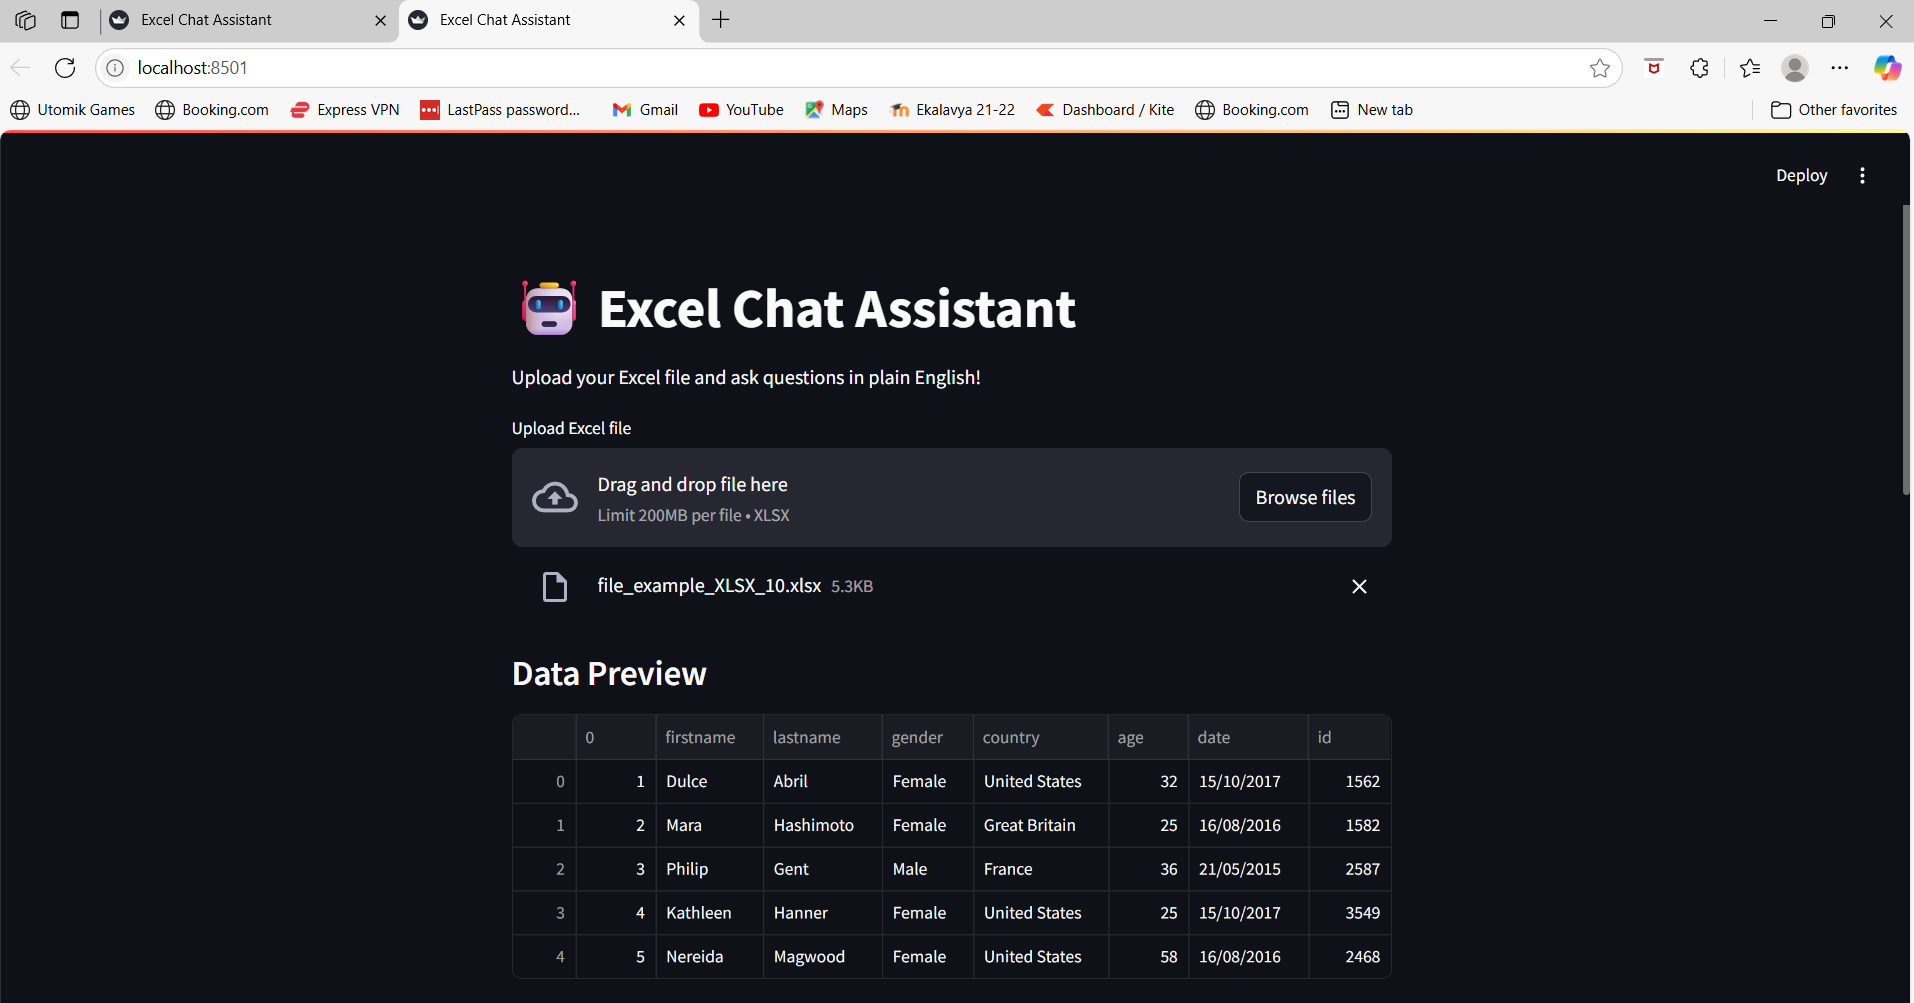 Excel Chat Assistant
Excel Chat Assistant
localhost:8501
Utomik Games Booking.com Express VPN LastPass password... Gmail YouTube Maps Ekalavya 21-22 Dashboard / Kite Booking.com New tab Other favorites
Deploy
Excel Chat Assistant
Upload your Excel file and ask questions in plain English!
Upload Excel file
Drag and drop file here
Limit 200MB per file • XLSX
Browse files
file_example_XLSX_10.xlsx 5.3KB
Data Preview
0 firstname lastname gender country age date id
0 1 Dulce Abril Female United States 32 15/10/2017 1562
1 2 Mara Hashimoto Female Great Britain 25 16/08/2016 1582
2 3 Philip Gent Male France 36 21/05/2015 2587
3 4 Kathleen Hanner Female United States 25 15/10/2017 3549
4 5 Nereida Magwood Female United States 58 16/08/2016 2468